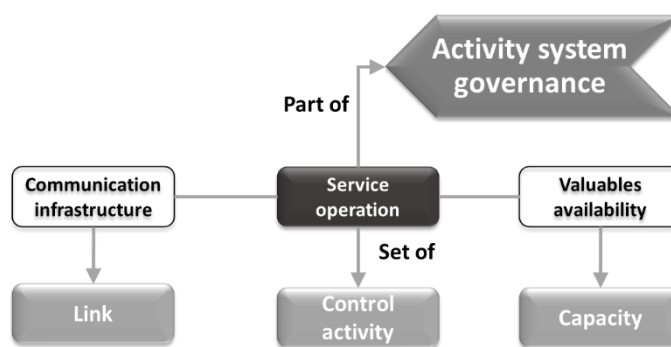 Activity system
governance
Part of
Communication
infrastructure
Service
operation
Valuables
availability
Set of
Link
Control
activity
Capacity